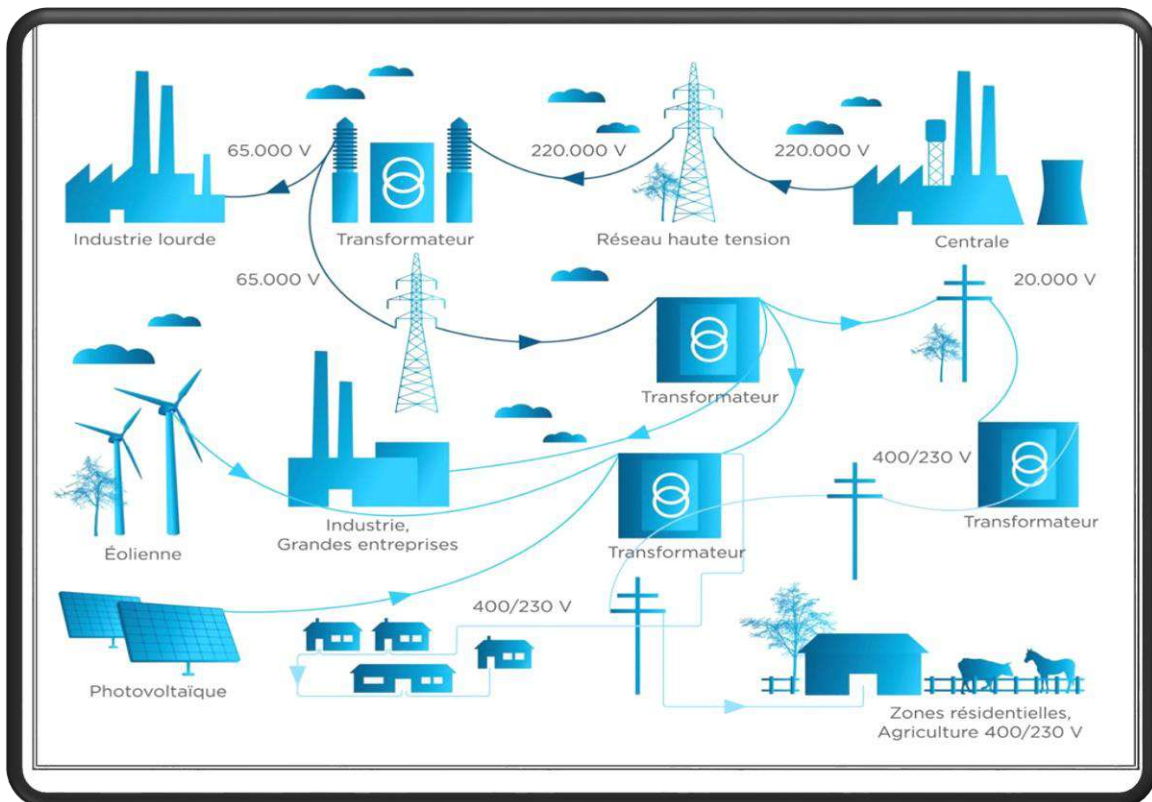 65.000 V
220.000 V
220.000 V
Industrie lourde
Transformateur
Réseau haute tension
Centrale
65.000 V
20.000 V
Transformateur
400/230 V
Éolienne
Industrie,
Grandes entreprises
Transformateur
Transformateur
400/230 V
Photovoltaïque
Zones résidentielles,
Agriculture 400/230 V